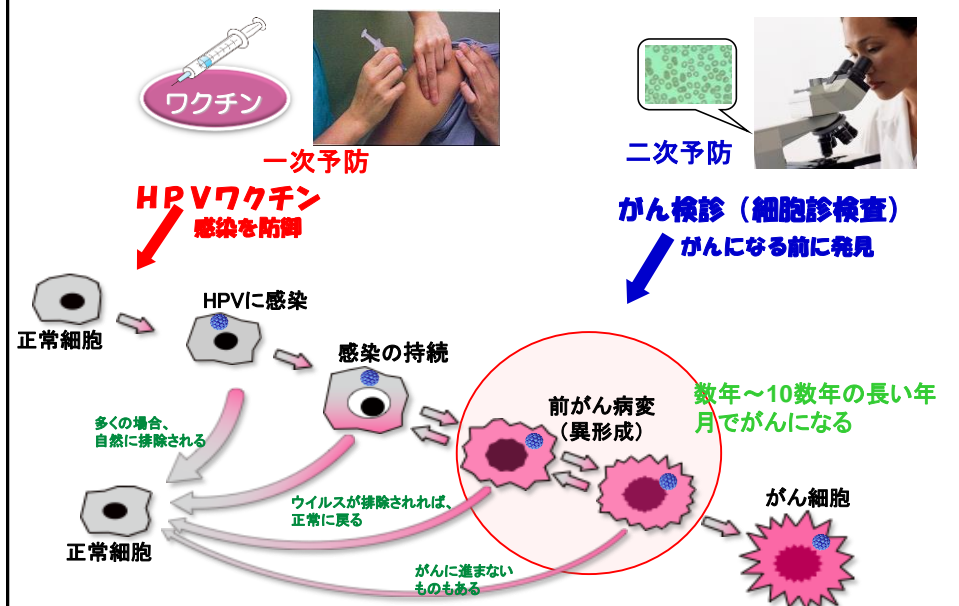 ワクチン
一次予防
HPVワクチン
感染を防御
二次予防
がん検診（細胞診検査）
がんになる前に発見
正常細胞
HPVに感染
感染の持続
前がん病変
（異形成）
数年～10数年の長い年
月でがんになる
がん細胞
多くの場合、
自然に排除される
ウイルスが排除されれば、
正常に戻る
がんに進まない
ものもある
正常細胞